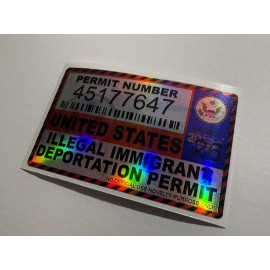 PERMIT NUMBER
45177647
UNITED STATES
ILLEGAL IMMIGRANT
DEPORTATION PERMIT